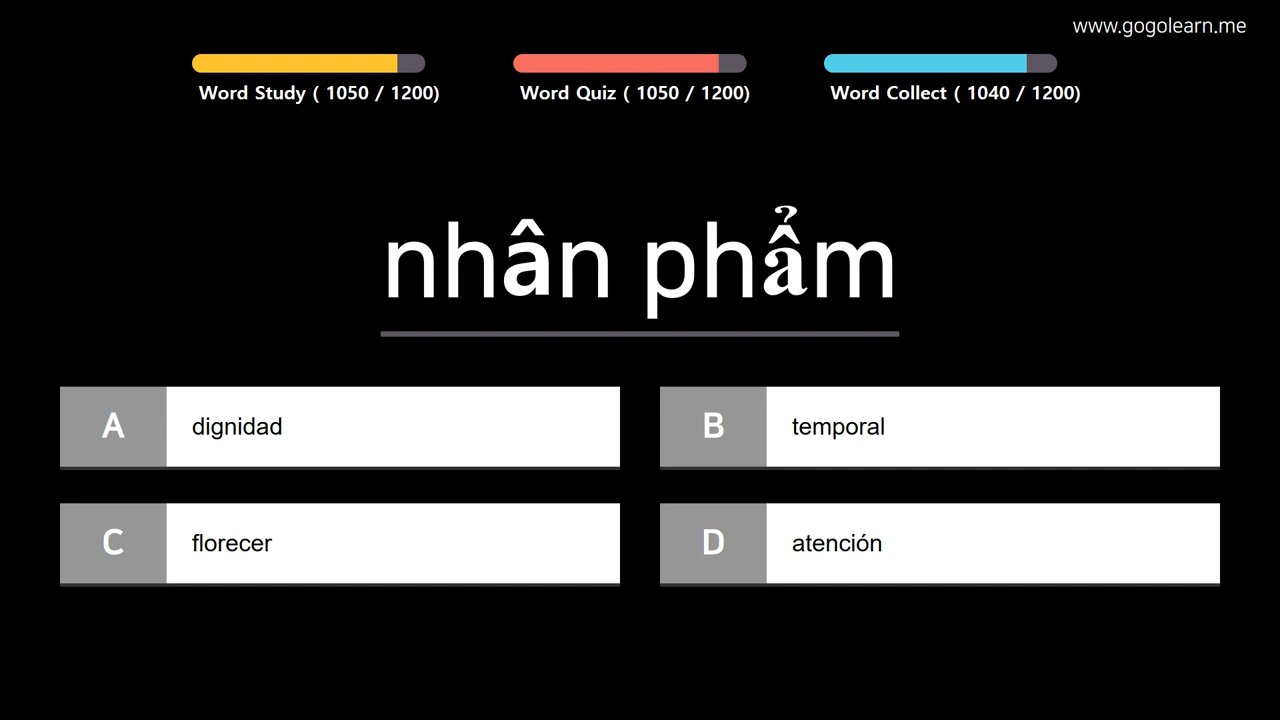 www.gogolearn.me
Word Study ( 1050 / 1200)
Word Quiz ( 1050 / 1200)
Word Collect ( 1040 / 1200)
nhân phẩm
A dignidad
B temporal
C florecer
D atención